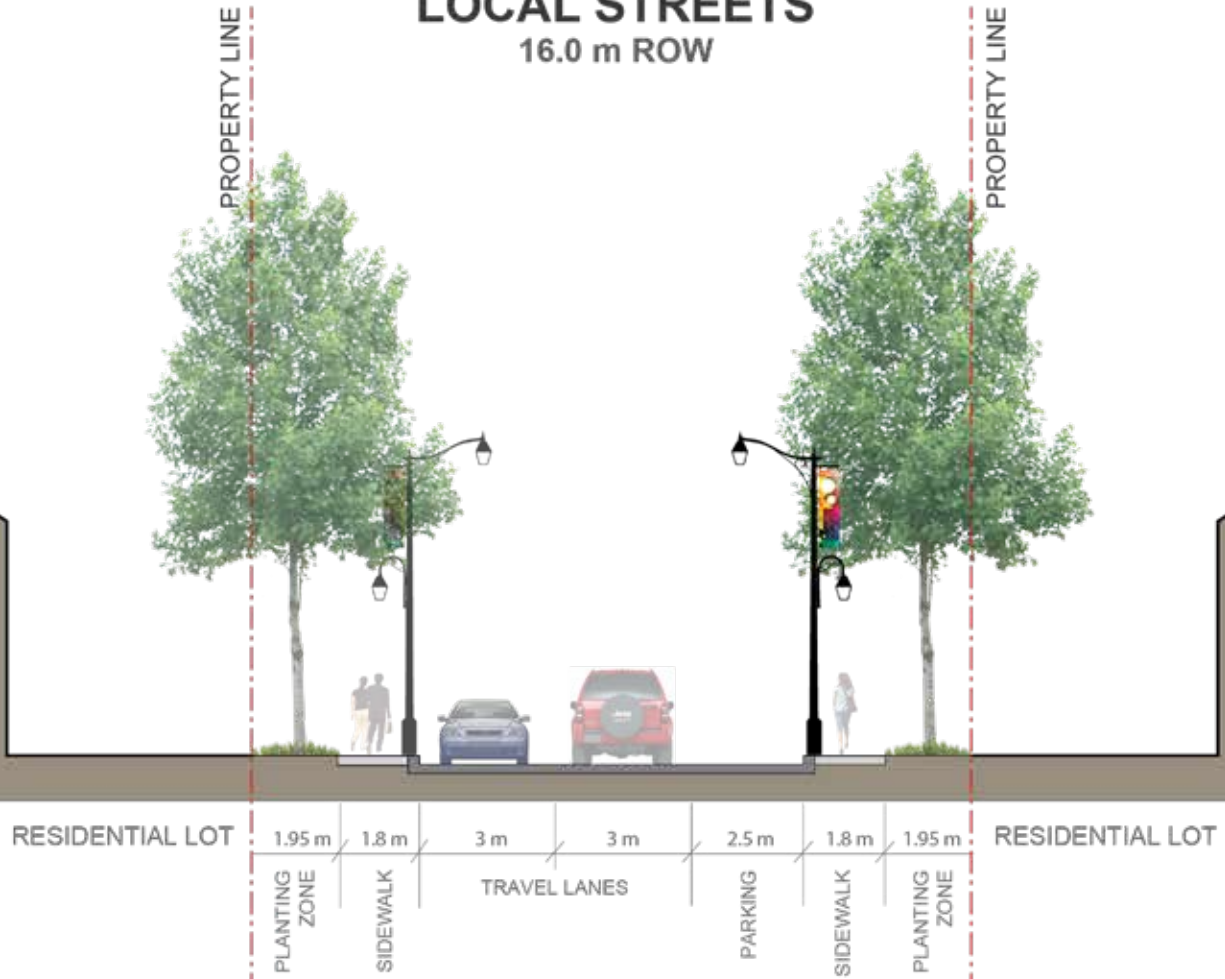 LOCAL STREETS
16.0 m ROW
PROPERTY LINE
PROPERTY LINE
RESIDENTIAL LOT
1.95 m
1.8 m
3 m
3 m
2.5 m
1.8 m
1.95 m
RESIDENTIAL LOT
PLANTING
ZONE
SIDEWALK
TRAVEL LANES
PARKING
SIDEWALK
PLANTING
ZONE